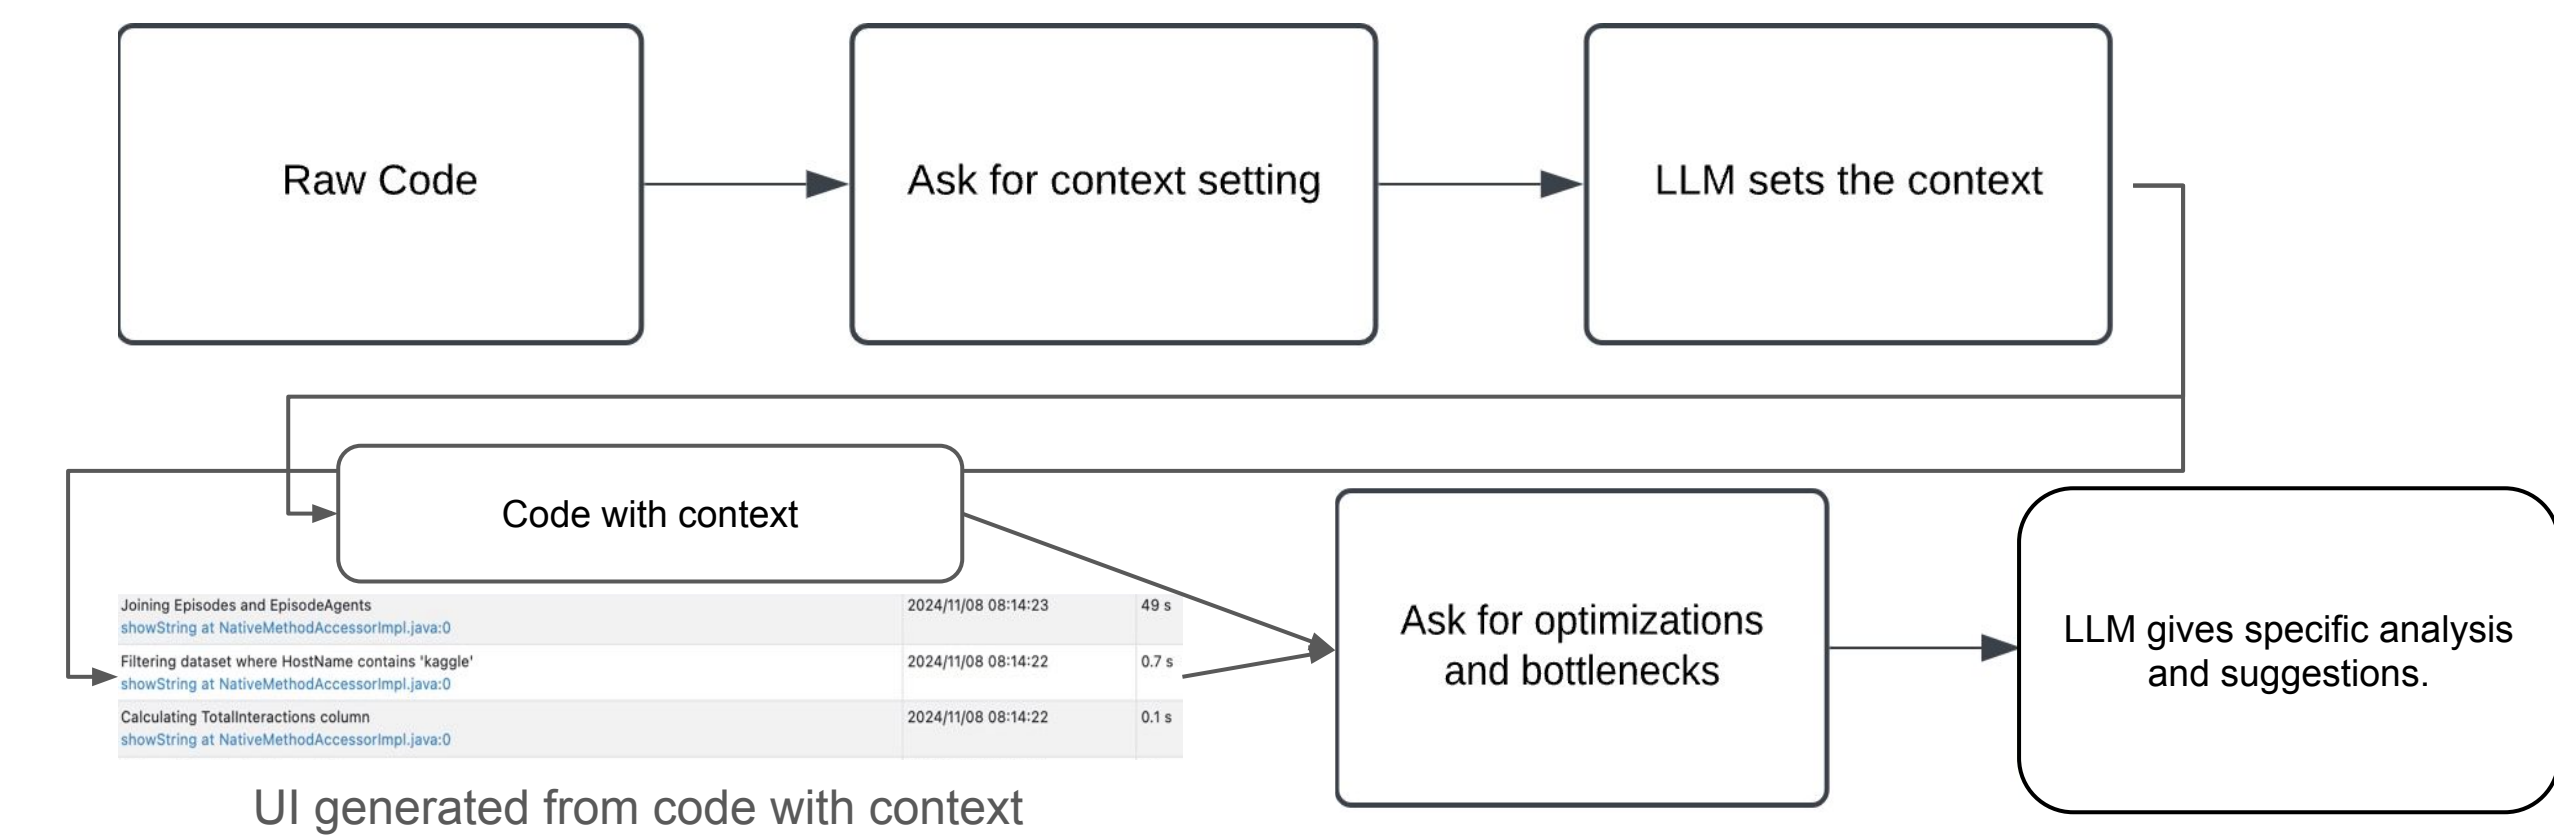 Raw Code
Ask for context setting
LLM sets the context
Code with context
Joining Episodes and EpisodeAgents 2024/11/08 08:14:23 49 s
showString at NativeMethodAccessorImpl.java:0
Filtering dataset where HostName contains 'kaggle' 2024/11/08 08:14:22 0.7 s
showString at NativeMethodAccessorImpl.java:0
Calculating TotalInteractions column 2024/11/08 08:14:22 0.1 s
showString at NativeMethodAccessorImpl.java:0
UI generated from code with context
Ask for optimizations
and bottlenecks
LLM gives specific analysis
and suggestions.